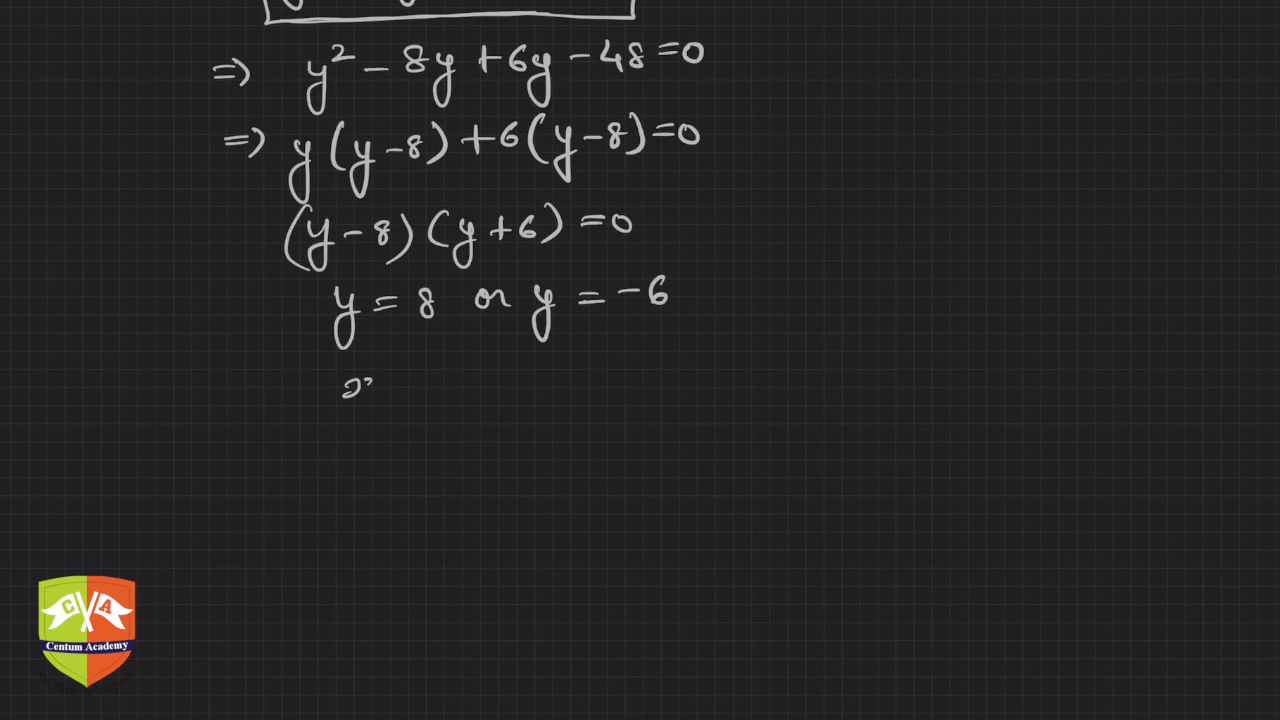 => y² - 8y + 6y - 48 = 0
=> y(y-8) + 6(y-8) = 0
(y-8)(y+6) = 0
y = 8 or y = -6
C A
Centum Academy